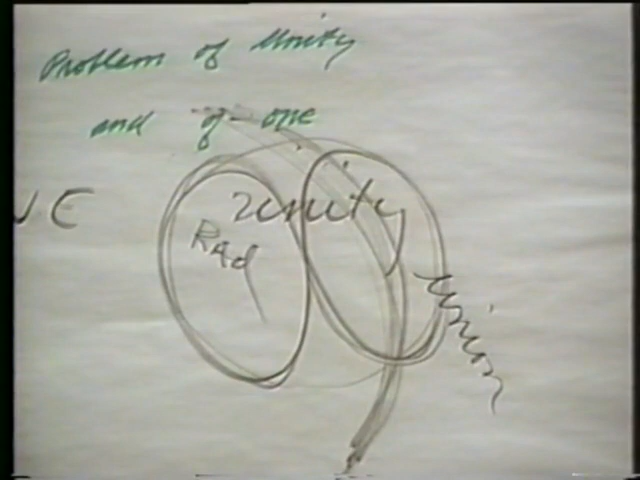 Problem of Unity
and of one
Unity
Rad
Union